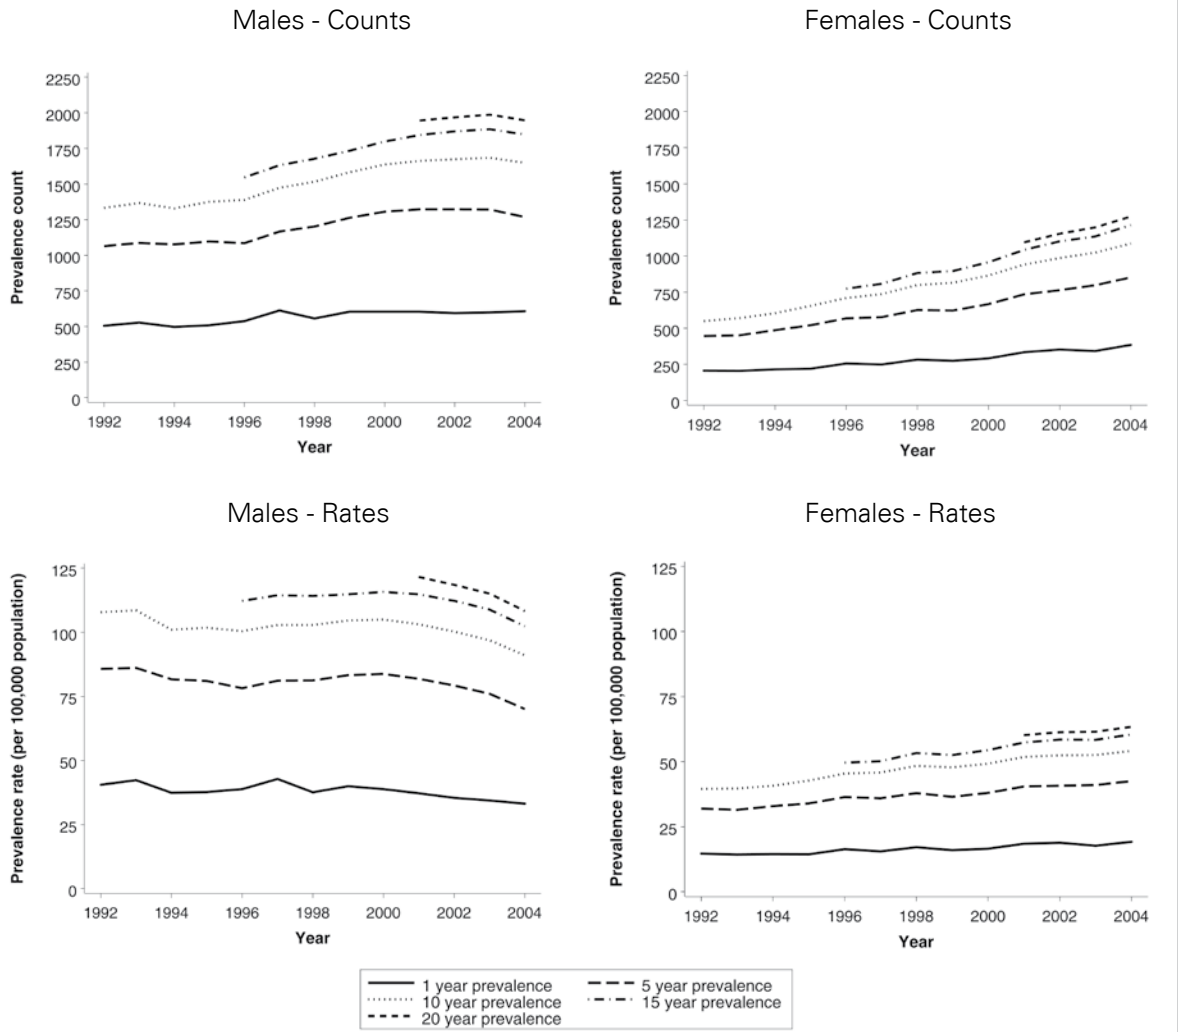 Males - Counts
Females - Counts
Prevalence count
2250
2000
1750
1500
1250
1000
750
500
250
0
1992 1994 1996 1998 2000 2002 2004
Year
Prevalence count
2250
2000
1750
1500
1250
1000
750
500
250
0
1992 1994 1996 1998 2000 2002 2004
Year
Males - Rates
Females - Rates
Prevalence rate (per 100,000 population)
125
100
75
50
25
0
1992 1994 1996 1998 2000 2002 2004
Year
Prevalence rate (per 100,000 population)
125
100
75
50
25
0
1992 1994 1996 1998 2000 2002 2004
Year
1 year prevalence 5 year prevalence
10 year prevalence 15 year prevalence
20 year prevalence